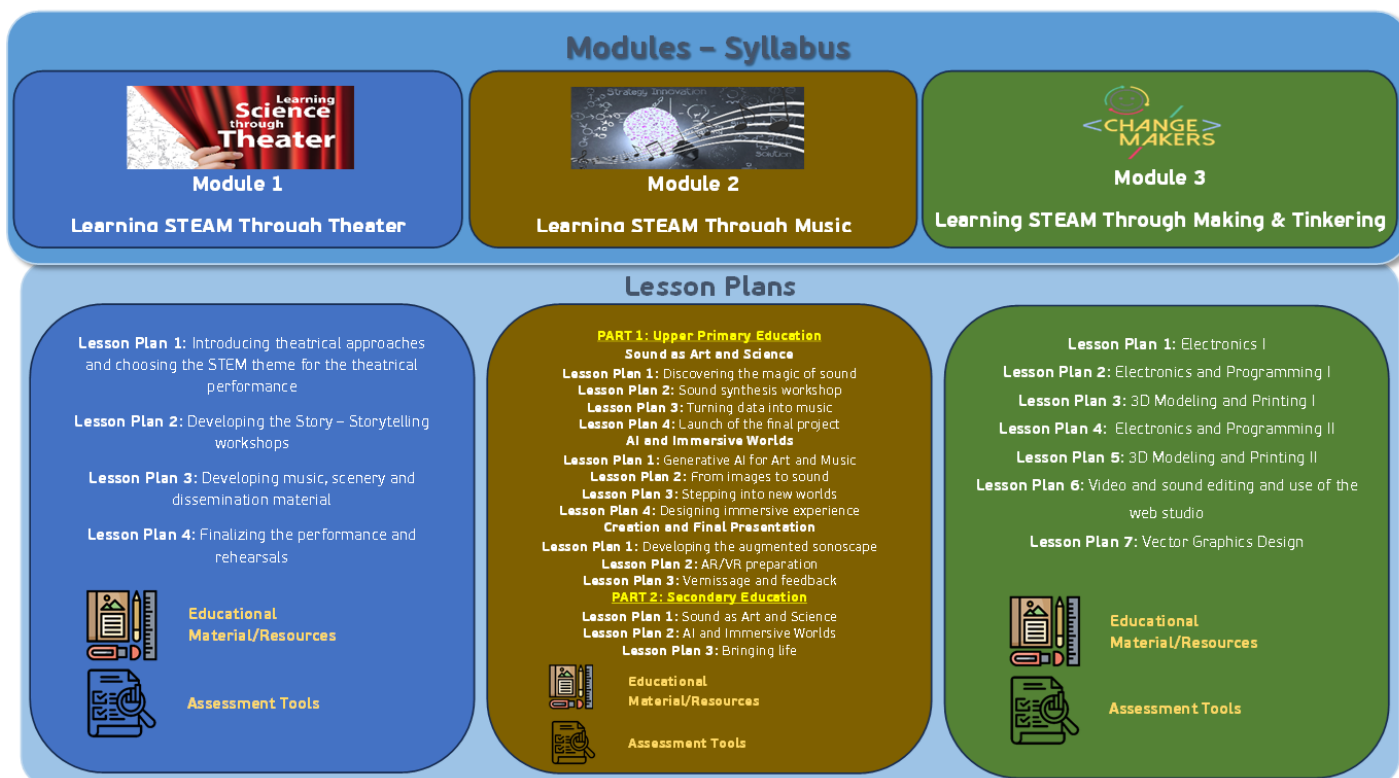 Modules – Syllabus
Learning
Science
through
Theater
Module 1
Learning STEAM Through Theater
Strategy Innovation
solution
Module 2
Learning STEAM Through Music
<CHANGE>
MAKERS
Module 3
Learning STEAM Through Making & Tinkering
Lesson Plans
Lesson Plan 1: Introducing theatrical approaches
and choosing the STEM theme for the theatrical
performance
Lesson Plan 2: Developing the Story – Storytelling
workshops
Lesson Plan 3: Developing music, scenery and
dissemination material
Lesson Plan 4: Finalizing the performance and
rehearsals
Educational
Material/Resources
Assessment Tools
PART 1: Upper Primary Education
Sound as Art and Science
Lesson Plan 1: Discovering the magic of sound
Lesson Plan 2: Sound synthesis workshop
Lesson Plan 3: Turning data into music
Lesson Plan 4: Launch of the final project
AI and Immersive Worlds
Lesson Plan 1: Generative AI for Art and Music
Lesson Plan 2: From images to sound
Lesson Plan 3: Stepping into new worlds
Lesson Plan 4: Designing immersive experience
Creation and Final Presentation
Lesson Plan 1: Developing the augmented sonoscape
Lesson Plan 2: AR/VR preparation
Lesson Plan 3: Vernissage and feedback
PART 2: Secondary Education
Lesson Plan 1: Sound as Art and Science
Lesson Plan 2: AI and Immersive Worlds
Lesson Plan 3: Bringing life
Educational
Material/Resources
Assessment Tools
Lesson Plan 1: Electronics I
Lesson Plan 2: Electronics and Programming I
Lesson Plan 3: 3D Modeling and Printing I
Lesson Plan 4: Electronics and Programming II
Lesson Plan 5: 3D Modeling and Printing II
Lesson Plan 6: Video and sound editing and use of the
web studio
Lesson Plan 7: Vector Graphics Design
Educational
Material/Resources
Assessment Tools